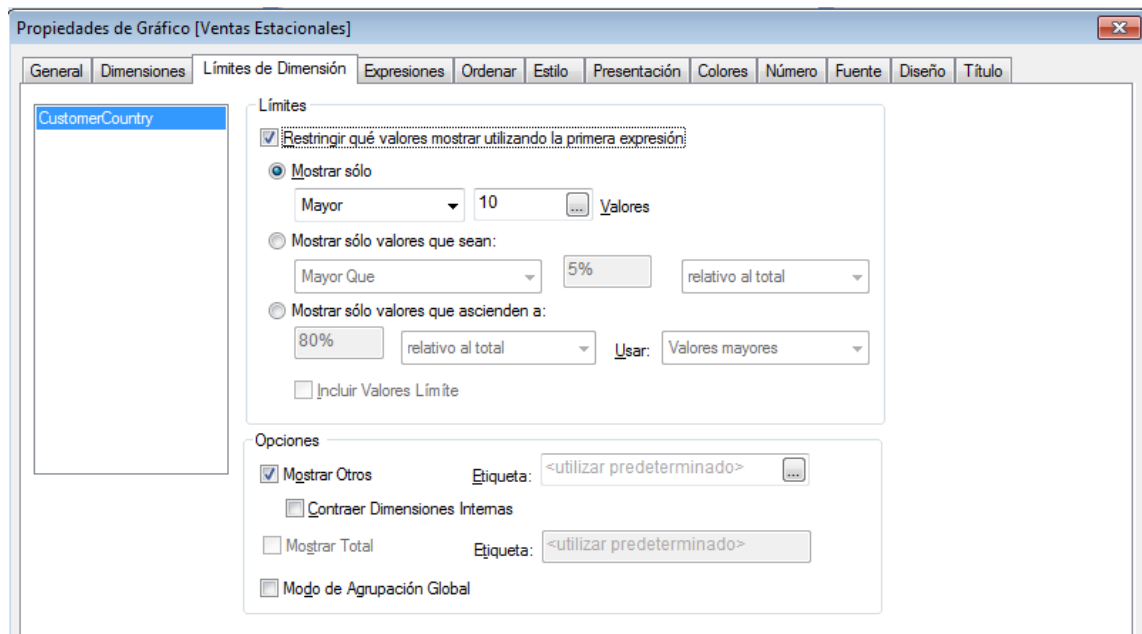 Propiedades de Gráfico [Ventas Estacionales]
General Dimensiones Límites de Dimensión Expresiones Ordenar Estilo Presentación Colores Número Fuente Diseño Título
CustomerCountry
Límites
Restringir qué valores mostrar utilizando la primera expresión
Mostrar sólo
Mayor 10 ... Valores
Mostrar sólo valores que sean:
Mayor Que 5% relativo al total
Mostrar sólo valores que ascienden a:
80% relativo al total Usar: Valores mayores
Incluir Valores Límite
Opciones
Mostrar Otros Etiqueta: <utilizar predeterminado> ...
Contraer Dimensiones Internas
Mostrar Total Etiqueta: <utilizar predeterminado>
Modo de Agrupación Global